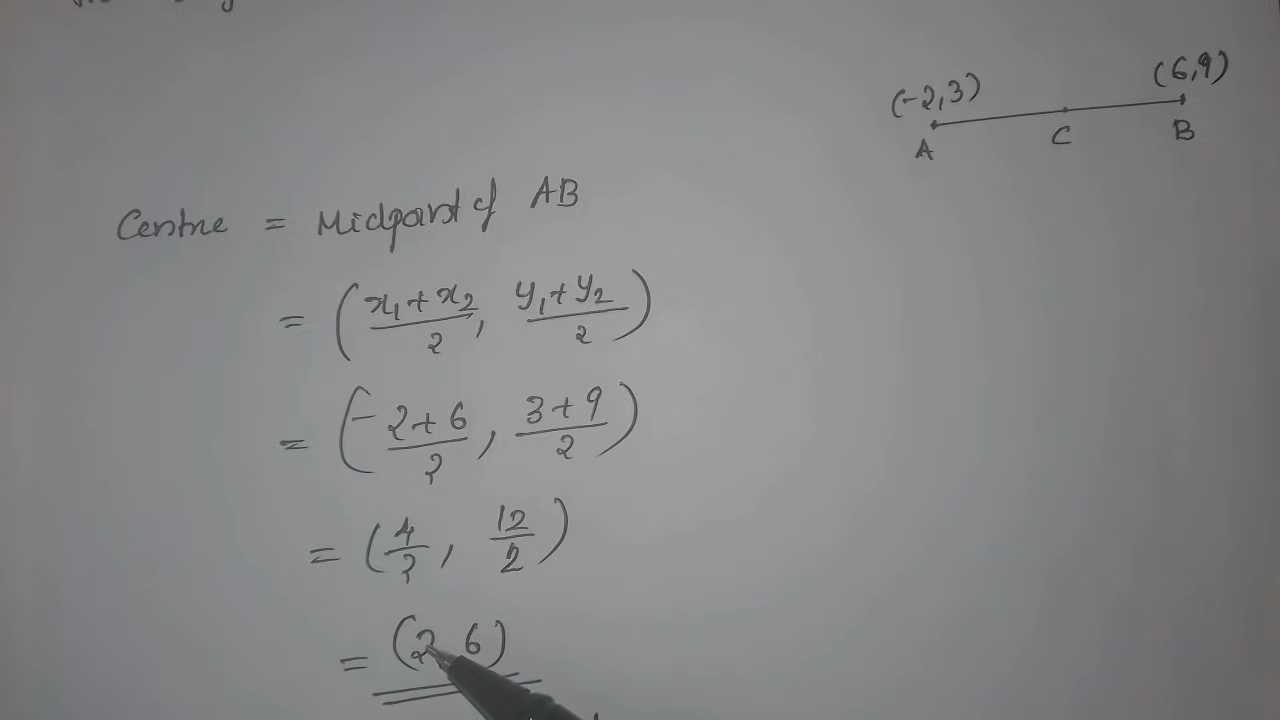 (-2,3) (6,9)
A C B
Centre = Midpoint of AB
= (x₁+x₂/2, y₁+y₂/2)
= (-2+6/2, 3+9/2)
= (4/2, 12/2)
= (2, 6)